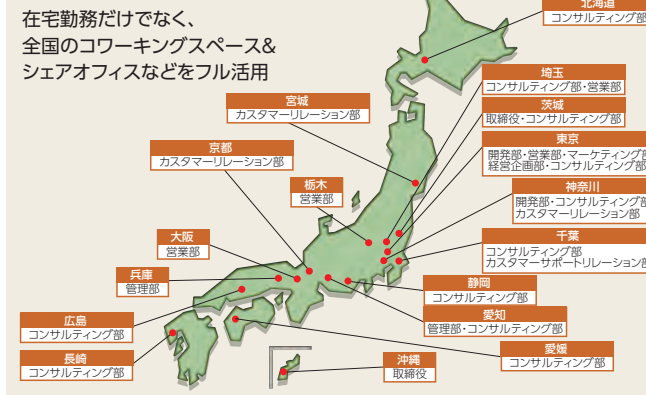 在宅勤務だけでなく、
全国のコワーキングスペース&
シェアオフィスなどをフル活用
北海道
コンサルティング部
埼玉
コンサルティング部・営業部
宮城
カスタマーリレーション部
茨城
取締役・コンサルティング部
東京
開発部・営業部・マーケティング部
経営企画部・コンサルティング部
京都
カスタマーリレーション部
栃木
営業部
神奈川
開発部・コンサルティング部
カスタマーリレーション部
大阪
営業部
千葉
コンサルティング部
カスタマーサポートリレーション部
兵庫
管理部
静岡
コンサルティング部
愛知
管理部・コンサルティング部
広島
コンサルティング部
愛媛
コンサルティング部
長崎
コンサルティング部
沖縄
取締役